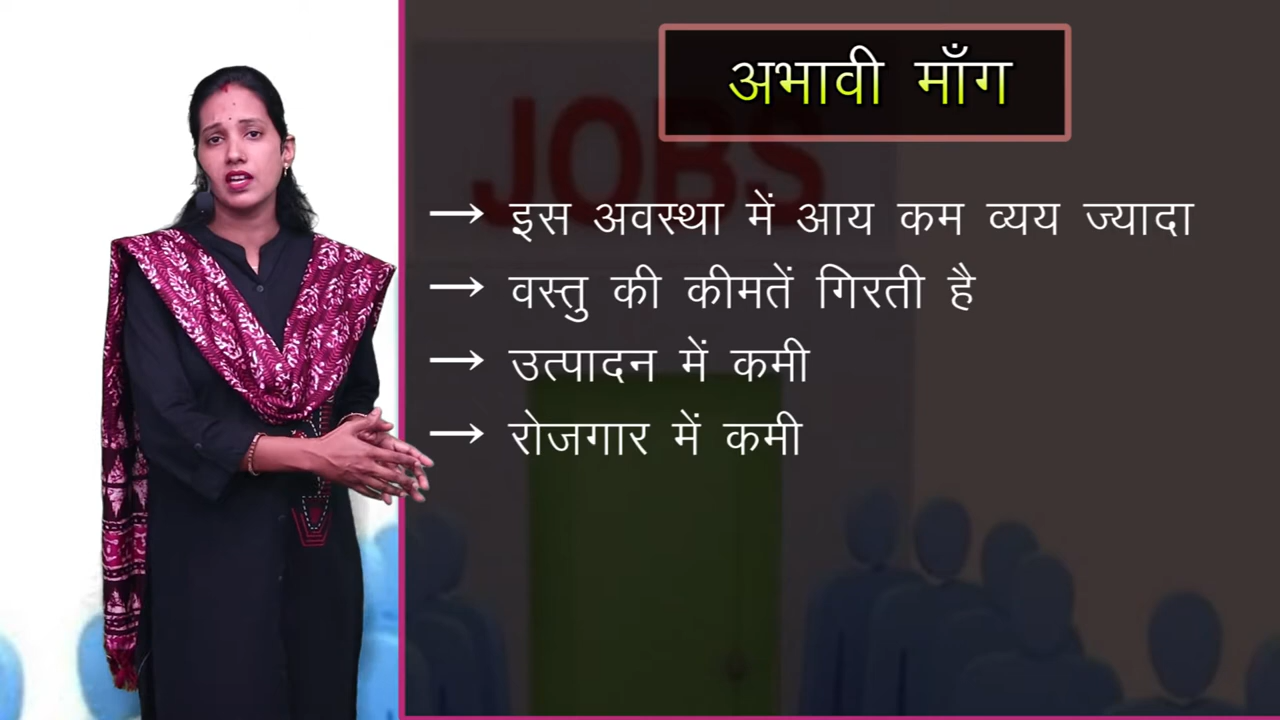 अभावी माँग
JOBS
→ इस अवस्था में आय कम व्यय ज्यादा
→ वस्तु की कीमतें गिरती है
→ उत्पादन में कमी
→ रोजगार में कमी